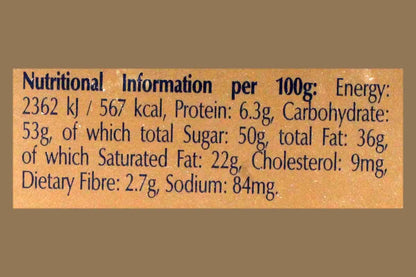 Nutritional Information per 100g: Energy:
2362 kJ / 567 kcal, Protein: 6.3g, Carbohydrate:
53g, of which total Sugar: 50g, total Fat: 36g,
of which Saturated Fat: 22g, Cholesterol: 9mg,
Dietary Fibre: 2.7g, Sodium: 84mg.